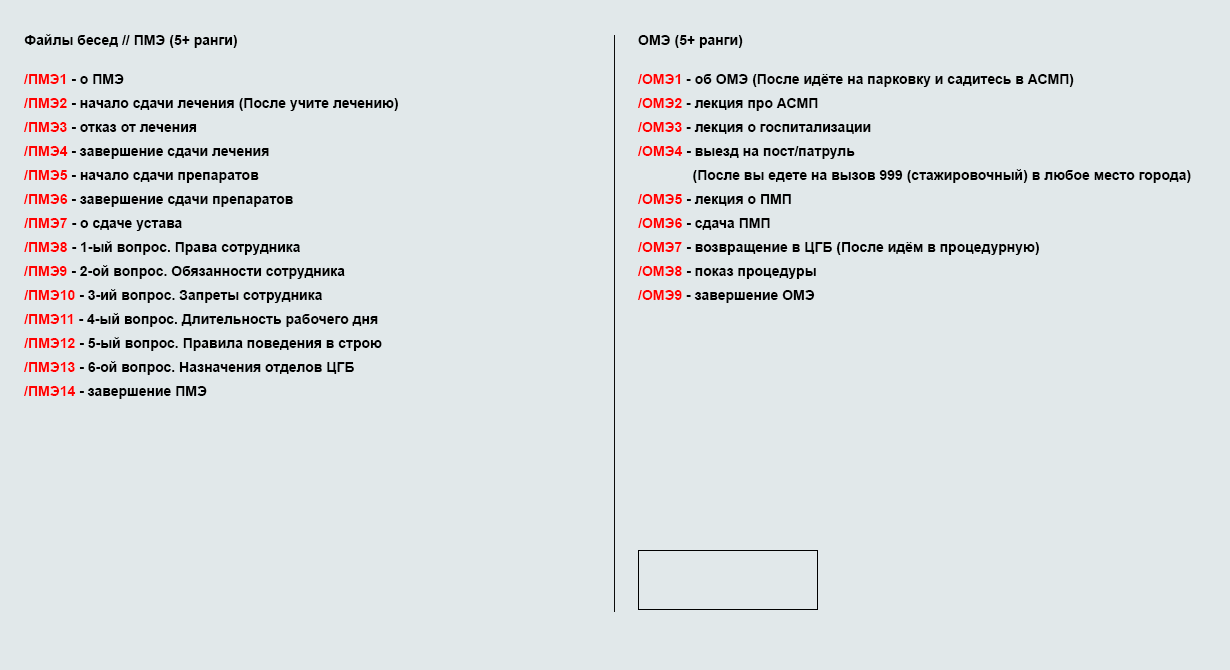 Файлы бесед // ПМЭ (5+ ранги)
/ПМЭ1 - о ПМЭ
/ПМЭ2 - начало сдачи лечения (После учите лечению)
/ПМЭ3 - отказ от лечения
/ПМЭ4 - завершение сдачи лечения
/ПМЭ5 - начало сдачи препаратов
/ПМЭ6 - завершение сдачи препаратов
/ПМЭ7 - о сдаче устава
/ПМЭ8 - 1-ый вопрос. Права сотрудника
/ПМЭ9 - 2-ой вопрос. Обязанности сотрудника
/ПМЭ10 - 3-ий вопрос. Запреты сотрудника
/ПМЭ11 - 4-ый вопрос. Длительность рабочего дня
/ПМЭ12 - 5-ый вопрос. Правила поведения в строю
/ПМЭ13 - 6-ой вопрос. Назначения отделов ЦГБ
/ПМЭ14 - завершение ПМЭ
ОМЭ (5+ ранги)
/ОМЭ1 - об ОМЭ (После идёте на парковку и садитесь в АСМП)
/ОМЭ2 - лекция про АСМП
/ОМЭ3 - лекция о госпитализации
/ОМЭ4 - выезд на пост/патруль
(После вы едете на вызов 999 (стажировочный) в любое место города)
/ОМЭ5 - лекция о ПМП
/ОМЭ6 - сдача ПМП
/ОМЭ7 - возвращение в ЦГБ (После идём в процедурную)
/ОМЭ8 - показ процедуры
/ОМЭ9 - завершение ОМЭ